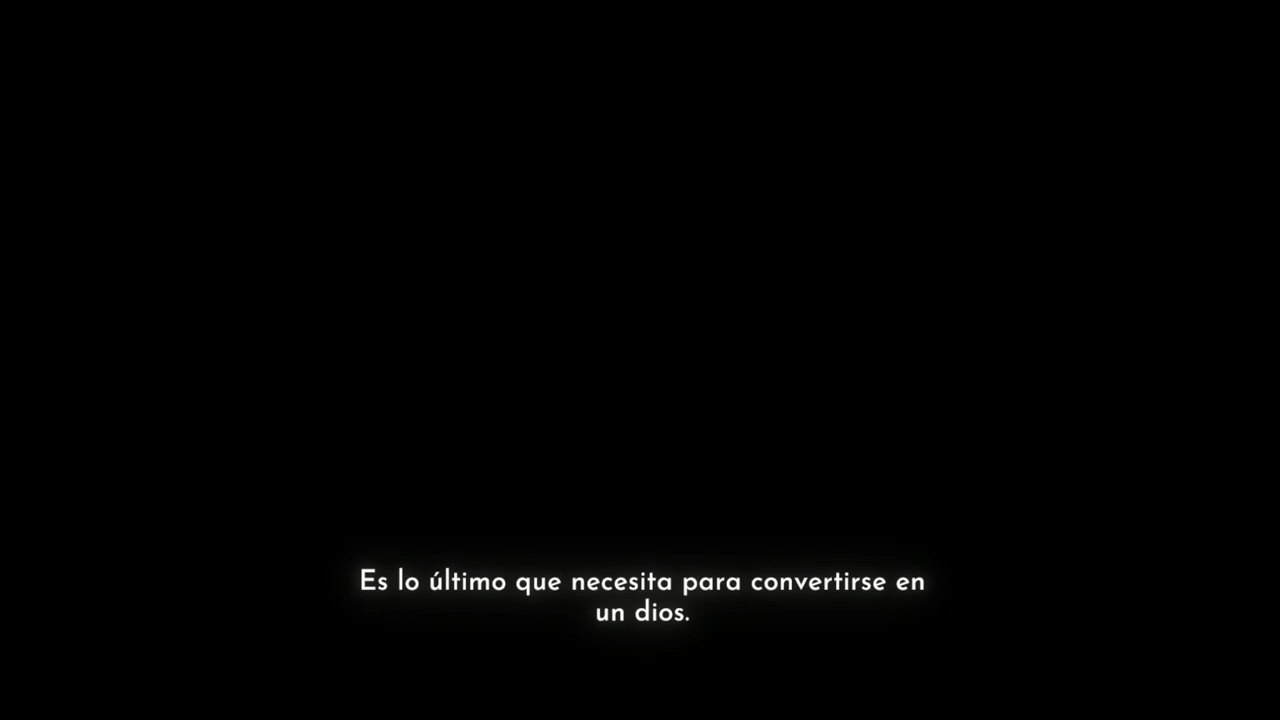 Es lo último que necesita para convertirse en
un dios.